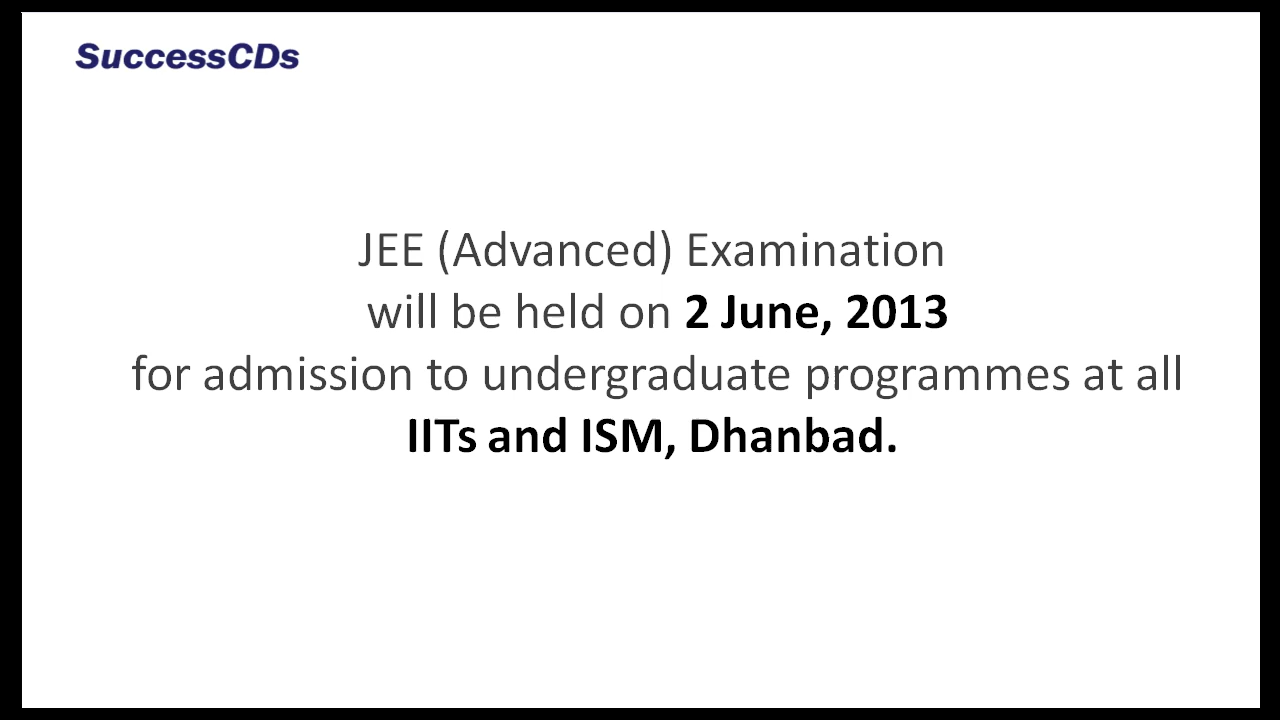 SuccessCDs
JEE (Advanced) Examination
will be held on 2 June, 2013
for admission to undergraduate programmes at all
IITs and ISM, Dhanbad.